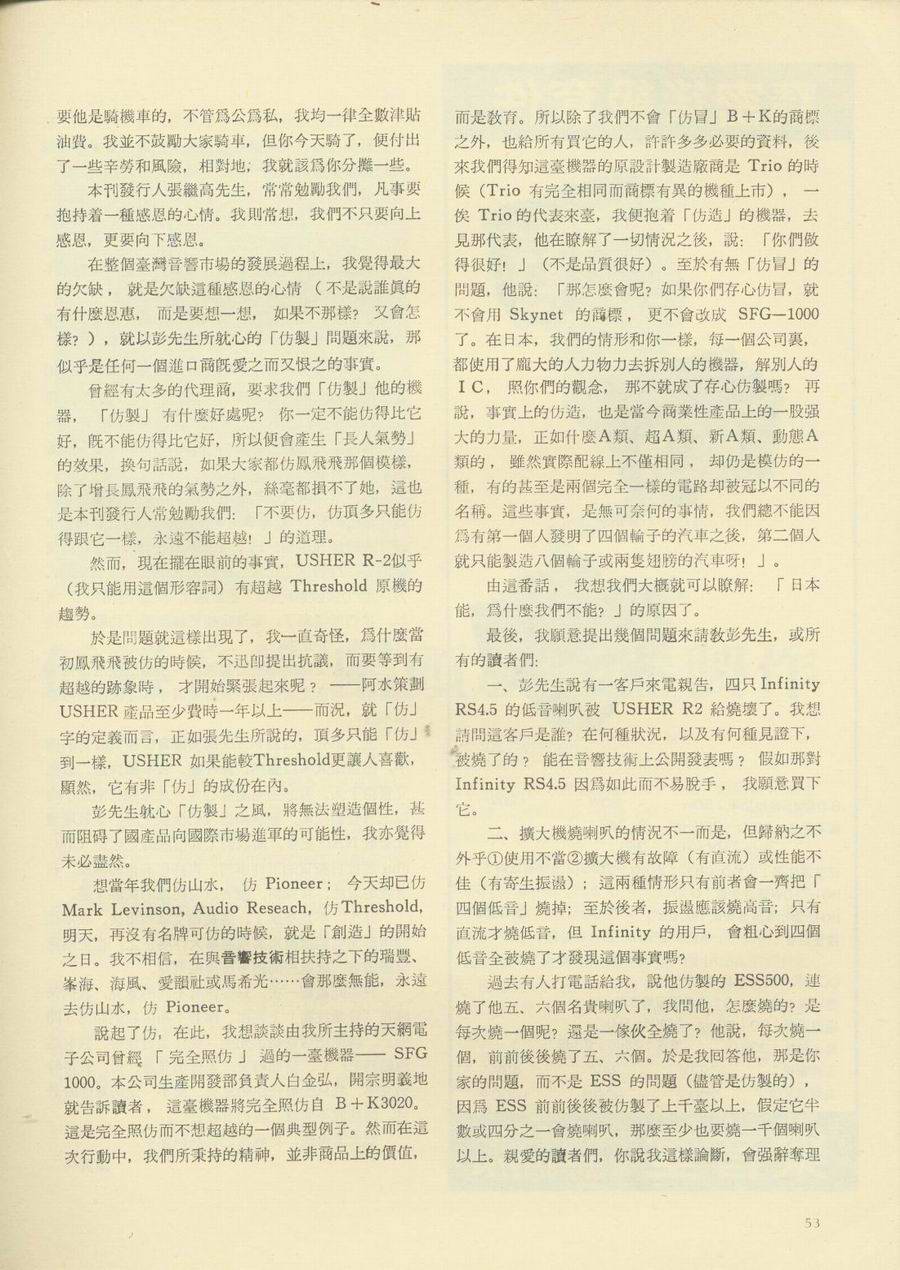 要他是騎機車的，不管爲公爲私，我均一律全數津貼
油費。我並不鼓勵大家騎車，但你今天騎了，便付出
了一些辛勞和風險，相對地，我就該爲你分攤一些。
本刊發行人張繼高先生，常常勉勵我們，凡事要
抱持着一種感恩的心情。我則常想，我們不只要向上
感恩，更要向下感恩。
在整個臺灣音響市場的發展過程上，我覺得最大
的欠缺，就是欠缺這種感恩的心情（不是說誰眞的
有什麼恩惠，而是要想一想，如果不那樣？又會怎
樣？），就以彭先生所躭心的「仿製」問題來說，那
似乎是任何一個進口商旣愛之而又恨之的事實。
曾經有太多的代理商，要求我們「仿製」他的機
器，「仿製」有什麼好處呢？你一定不能仿得比它
好，旣不能仿得比它好，所以便會產生「長人氣勢」
的效果，換句話說，如果大家都仿鳳飛飛那個模樣，
除了增長鳳飛飛的氣勢之外，絲毫都損不了她，這也
是本刊發行人常勉勵我們：「不要仿，仿頂多只能仿
得跟它一樣，永遠不能超越！」的道理。
然而，現在擺在眼前的事實，USHER R-2似乎
（我只能用這個形容詞）有超越 Threshold 原機的
趨勢。
於是問題就這樣出現了，我一直奇怪，爲什麼當
初鳳飛飛被仿的時候，不迅卽提出抗議，而要等到有
超越的跡象時，才開始緊張起來呢？——阿水策劃
USHER 產品至少費時一年以上——而況，就「仿」
字的定義而言，正如張先生所說的，頂多只能「仿」
到一樣，USHER 如果能較Threshold更讓人喜歡，
顯然，它有非「仿」的成份在內。
彭先生躭心「仿製」之風，將無法塑造個性，甚
而阻碍了國產品向國際市場進軍的可能性，我亦覺得
未必盡然。
想當年我們仿山水，仿 Pioneer；今天却已仿
Mark Levinson, Audio Reseach，仿Threshold，
明天，再沒有名牌可仿的時候，就是「創造」的開始
之日。我不相信，在與音響技術相扶持之下的瑞豐、
峯海、海風、愛韻社或馬希光……會那麼無能，永遠
去仿山水，仿 Pioneer。
說起了仿，在此，我想談談由我所主持的天網電
子公司曾經「完全照仿」過的一臺機器—— SFG
1000。本公司生產開發部負責人白金弘，開宗明義地
就告訴讀者，這臺機器將完全照仿自 B＋K3020。
這是完全照仿而不想超越的一個典型例子。然而在這
次行動中，我們所秉持的精神，並非商品上的價值，
而是敎育。所以除了我們不會「仿冒」B＋K的商標
之外，也給所有買它的人，許許多多必要的資料，後
來我們得知這臺機器的原設計製造廠商是 Trio 的時
候（Trio 有完全相同而商標有異的機種上市），一
俟 Trio 的代表來臺，我便抱着「仿造」的機器，去
見那代表，他在瞭解了一切情況之後，說：「你們做
得很好！」（不是品質很好）。至於有無「仿冒」的
問題，他說：「那怎麼會呢？如果你們存心仿冒，就
不會用 Skynet 的商標，更不會改成 SFG—1000
了。在日本，我們的情形和你一樣，每一個公司裏，
都使用了龐大的人力物力去拆別人的機器，解別人的
ＩＣ，照你們的觀念，那不就成了存心仿製嗎？再
說，事實上的仿造，也是當今商業性產品上的一股强
大的力量，正如什麼Ａ類、超Ａ類、新Ａ類、動態Ａ
類的，雖然實際配線上不僅相同，却仍是模仿的一
種，有的甚至是兩個完全一樣的電路却被冠以不同的
名稱。這些事實，是無可奈何的事情，我們總不能因
爲有第一個人發明了四個輪子的汽車之後，第二個人
就只能製造八個輪子或兩隻翅膀的汽車呀！」。
由這番話，我想我們大概就可以瞭解：「日本
能，爲什麼我們不能？」的原因了。
最後，我願意提出幾個問題來請敎彭先生，或所
有的讀者們：
一、彭先生說有一客戶來電親告，四只 Infinity
RS4.5 的低音喇叭被 USHER R2 給燒壞了。我想
請問這客戶是誰？在何種狀況，以及有何種見證下，
被燒了的？能在音響技術上公開發表嗎？假如那對
Infinity RS4.5 因爲如此而不易脫手，我願意買下
它。
二、擴大機燒喇叭的情況不一而是，但歸納之不
外乎①使用不當②擴大機有故障（有直流）或性能不
佳（有寄生振盪）；這兩種情形只有前者會一齊把「
四個低音」燒掉；至於後者，振盪應該燒高音；只有
直流才燒低音，但 Infinity 的用戶，會粗心到四個
低音全被燒了才發現這個事實嗎？
過去有人打電話給我，說他仿製的 ESS500，連
燒了他五、六個名貴喇叭了，我問他，怎麼燒的？是
每次燒一個呢？還是一傢伙全燒了？他說，每次燒一
個，前前後後燒了五、六個。於是我回答他，那是你
家的問題，而不是 ESS 的問題（儘管是仿製的），
因爲 ESS 前前後後被仿製了上千臺以上，假定它半
數或四分之一會燒喇叭，那麼至少也要燒一千個喇叭
以上。親愛的讀者們，你說我這樣論斷，會强辭奪理
53